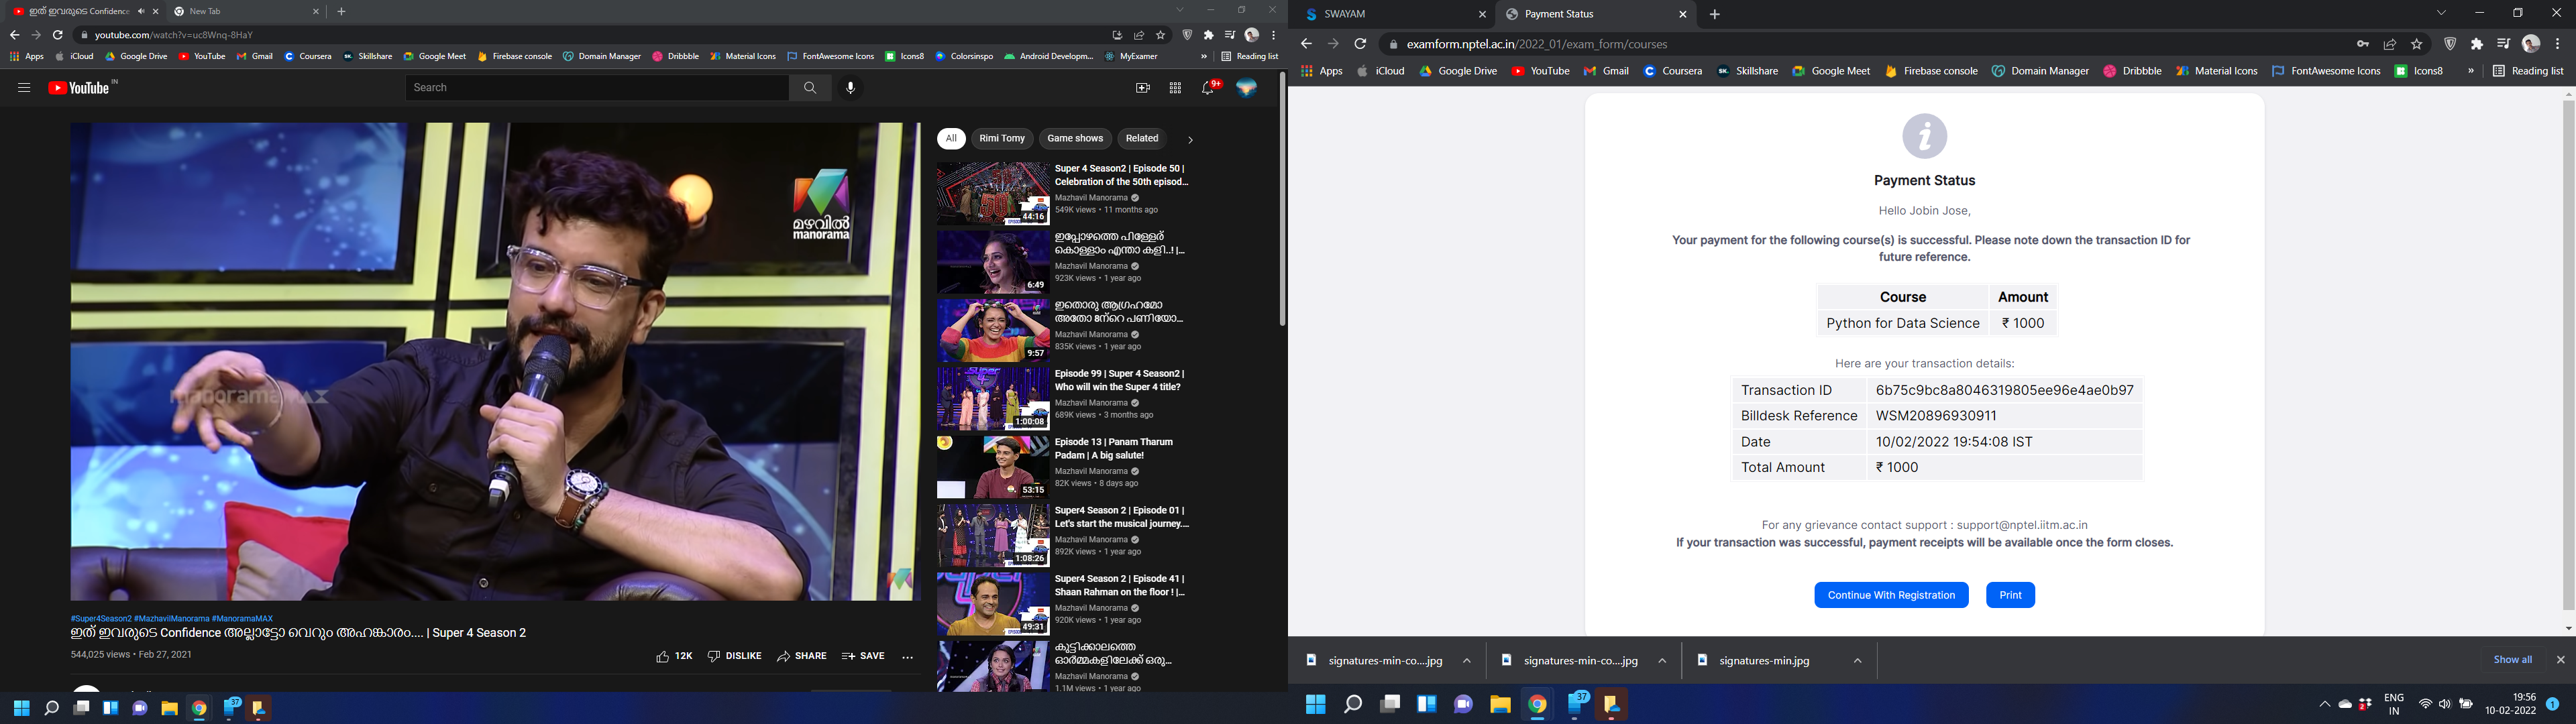 ഇത് ഇവരുടെ Confidence
New Tab
youtube.com/watch?v=uc8Wnq-8HaY
Apps
iCloud
Google Drive
YouTube
Gmail
Coursera
Skillshare
Google Meet
Firebase console
Domain Manager
Dribbble
Material Icons
FontAwesome Icons
Icons8
Colorsinspo
Android Developm...
MyExamer
»
Reading list
YouTube IN
Search
9+
മഴവിൽ
manorama
manorama MAX
All
Rimi Tomy
Game shows
Related
Super 4 Season2 | Episode 50 |
Celebration of the 50th episod...
Mazhavil Manorama
549K views • 11 months ago
44:16
ഇപ്പോഴത്തെ പിള്ളേര്
കൊള്ളാം എന്താ കളി..! |...
Mazhavil Manorama
923K views • 1 year ago
6:49
ഇതൊരു ആഗ്രഹമോ
അതോ 8ന്റെ പണിയോ...
Mazhavil Manorama
835K views • 1 year ago
9:57
Episode 99 | Super 4 Season2 |
Who will win the Super 4 title?
Mazhavil Manorama
689K views • 3 months ago
1:00:08
Episode 13 | Panam Tharum
Padam | A big salute!
Mazhavil Manorama
82K views • 8 days ago
53:15
Super4 Season 2 | Episode 01 |
Let's start the musical journey....
Mazhavil Manorama
892K views • 1 year ago
1:08:26
Super4 Season 2 | Episode 41 |
Shaan Rahman on the floor ! |...
Mazhavil Manorama
920K views • 1 year ago
49:31
കുട്ടിക്കാലത്തെ
ഓർമ്മകളിലേക്ക് ഒരു...
Mazhavil Manorama
1.1M views • 1 year ago
#Super4Season2 #MazhavilManorama #ManoramaMAX
ഇത് ഇവരുടെ Confidence അല്ലാട്ടോ വെറും അഹങ്കാരം.... | Super 4 Season 2
544,025 views • Feb 27, 2021
12K
DISLIKE
SHARE
SAVE
37
SWAYAM
Payment Status
examform.nptel.ac.in/2022_01/exam_form/courses
Apps
iCloud
Google Drive
YouTube
Gmail
Coursera
Skillshare
Google Meet
Firebase console
Domain Manager
Dribbble
Material Icons
FontAwesome Icons
Icons8
»
Reading list
Payment Status
Hello Jobin Jose,
Your payment for the following course(s) is successful. Please note down the transaction ID for
future reference.
Course Amount
Python for Data Science ₹ 1000
Here are your transaction details:
Transaction ID 6b75c9bc8a8046319805ee96e4ae0b97
Billdesk Reference WSM20896930911
Date 10/02/2022 19:54:08 IST
Total Amount ₹ 1000
For any grievance contact support : support@nptel.iitm.ac.in
If your transaction was successful, payment receipts will be available once the form closes.
Continue With Registration
Print
signatures-min-co....jpg
signatures-min-co....jpg
signatures-min.jpg
Show all
37
2
ENG
IN
19:56
10-02-2022
1